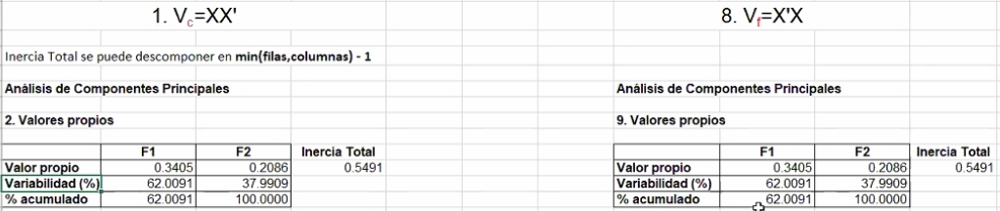 1. Vc=XX'
8. Vf=X'X
Inercia Total se puede descomponer en min(filas,columnas) - 1
Análisis de Componentes Principales
Análisis de Componentes Principales
2. Valores propios
9. Valores propios
F1 F2 Inercia Total
F1 F2 Inercia Total
Valor propio 0.3405 0.2086 0.5491
Valor propio 0.3405 0.2086 0.5491
Variabilidad (%) 62.0091 37.9909
Variabilidad (%) 62.0091 37.9909
% acumulado 62.0091 100.0000
% acumulado 62.0091 100.0000